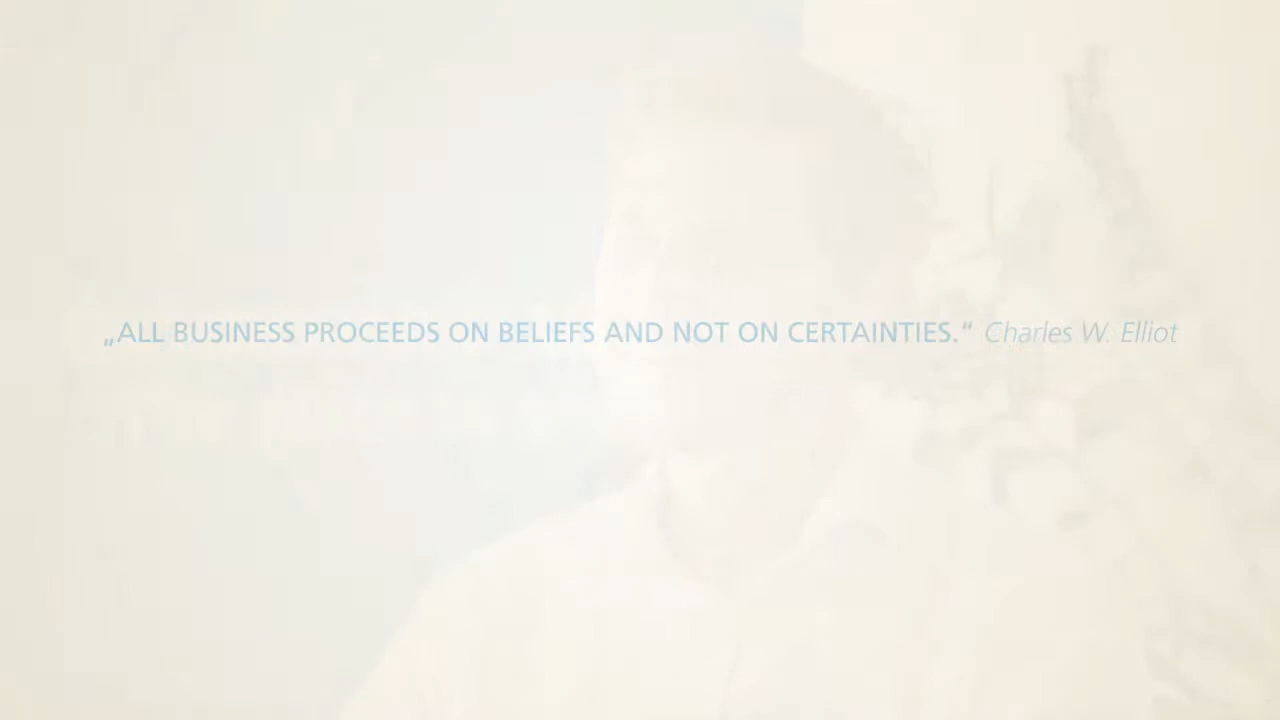 „ALL BUSINESS PROCEEDS ON BELIEFS AND NOT ON CERTAINTIES.“ Charles W. Elliot